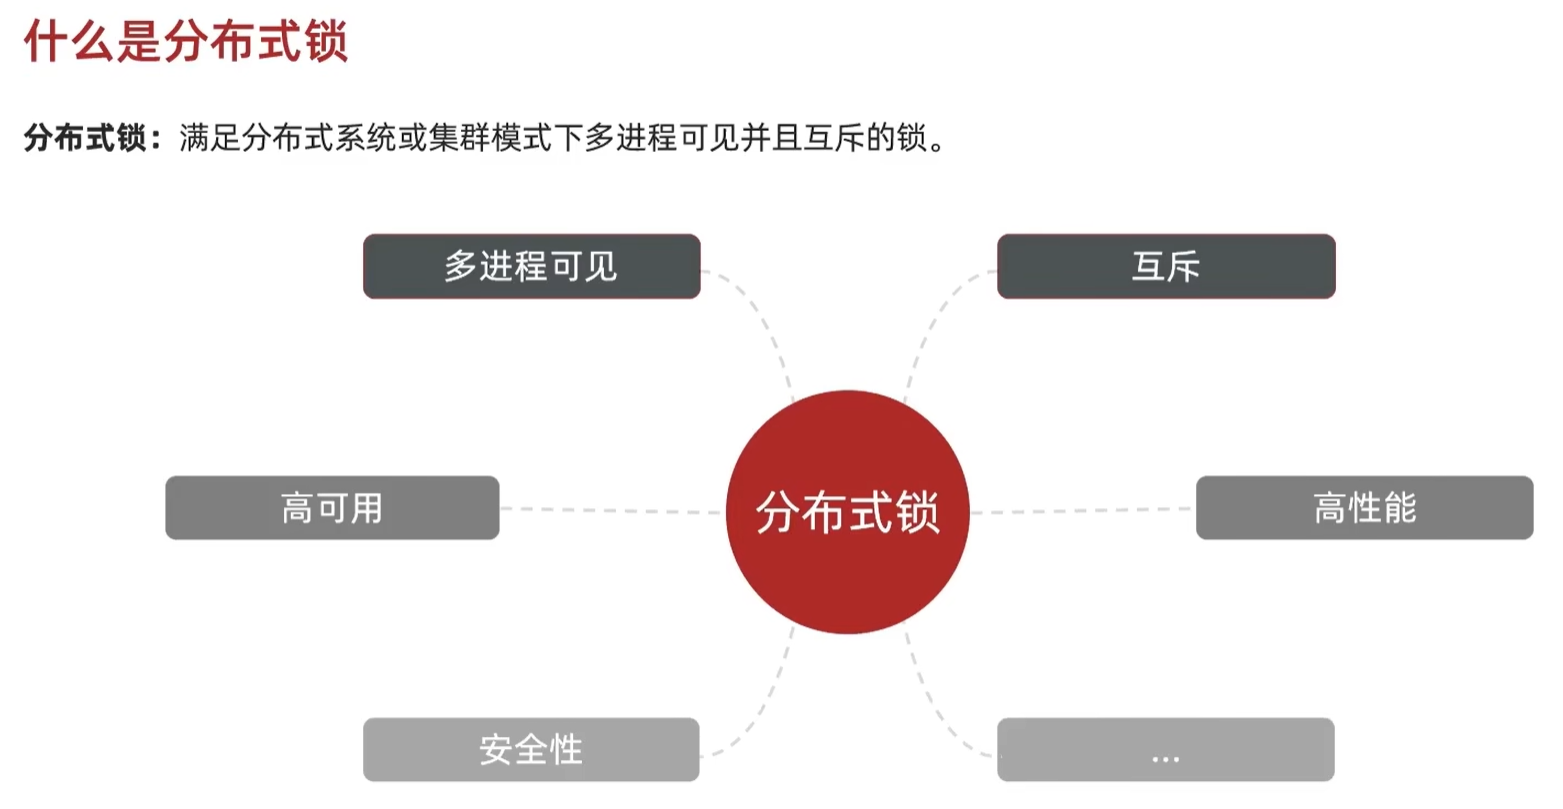 什么是分布式锁
分布式锁：满足分布式系统或集群模式下多进程可见并且互斥的锁。
多进程可见
互斥
高可用
分布式锁
高性能
安全性
...